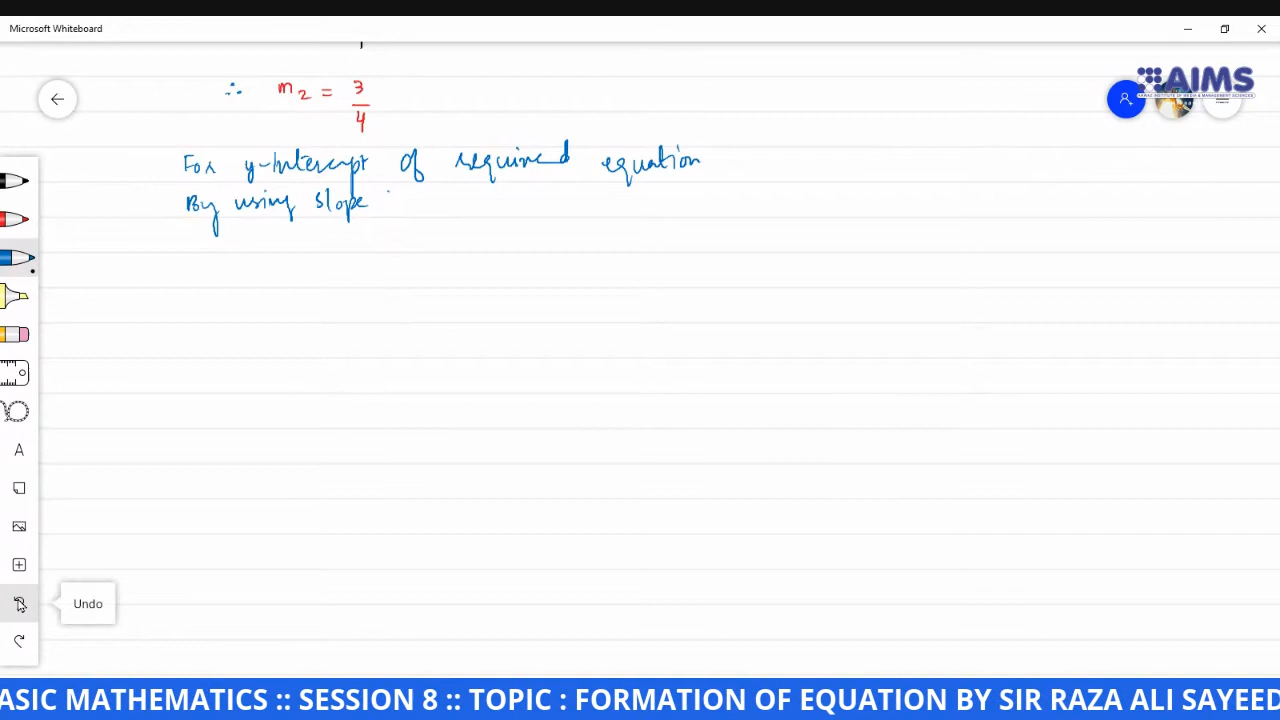 Microsoft Whiteboard
AIMS
∴ m2 = 3/4
For y-Intercept of required equation
By using slope
A
Undo
ASIC MATHEMATICS :: SESSION 8 :: TOPIC : FORMATION OF EQUATION BY SIR RAZA ALI SAYEED